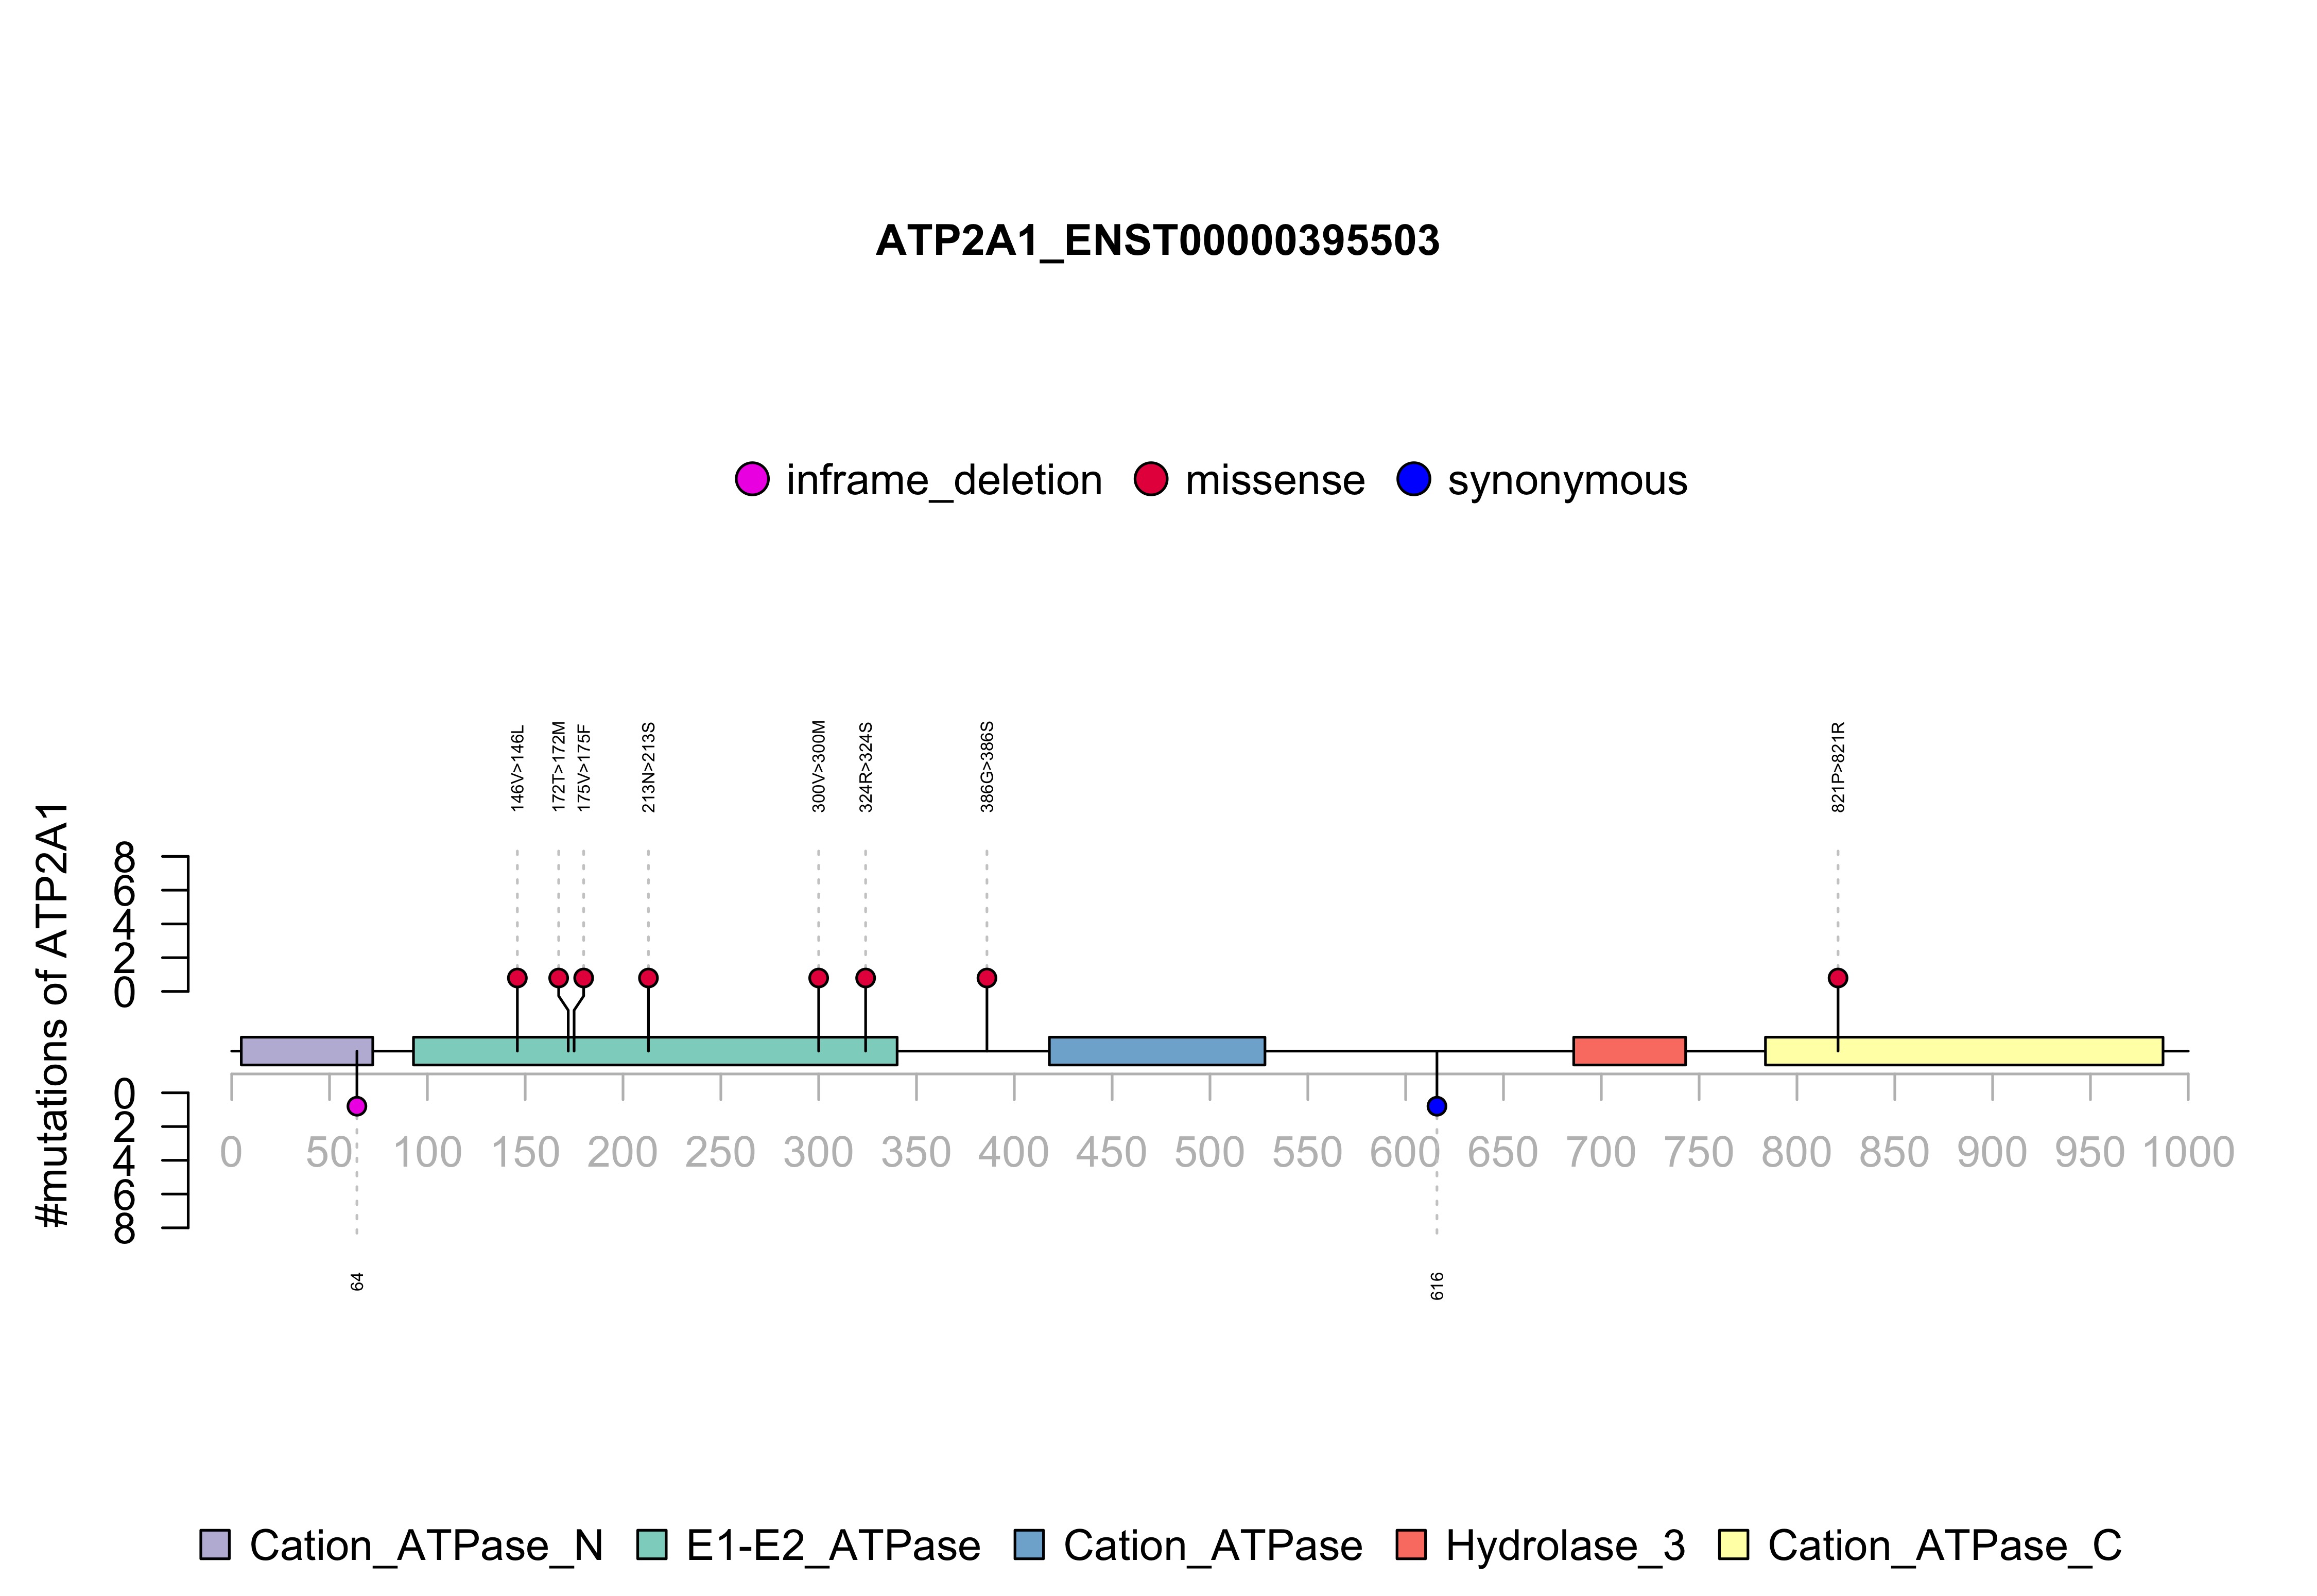 ATP2A1_ENST00000395503
inframe_deletion missense synonymous
146V>146L
172T>172M
175V>175F
213N>213S
300V>300M
324R>324S
386G>386S
821P>821R
#mutations of ATP2A1
8
6
4
2
0
0
2
4
6
8
0 50 100 150 200 250 300 350 400 450 500 550 600 650 700 750 800 850 900 950 1000
64
616
Cation_ATPase_N E1-E2_ATPase Cation_ATPase Hydrolase_3 Cation_ATPase_C